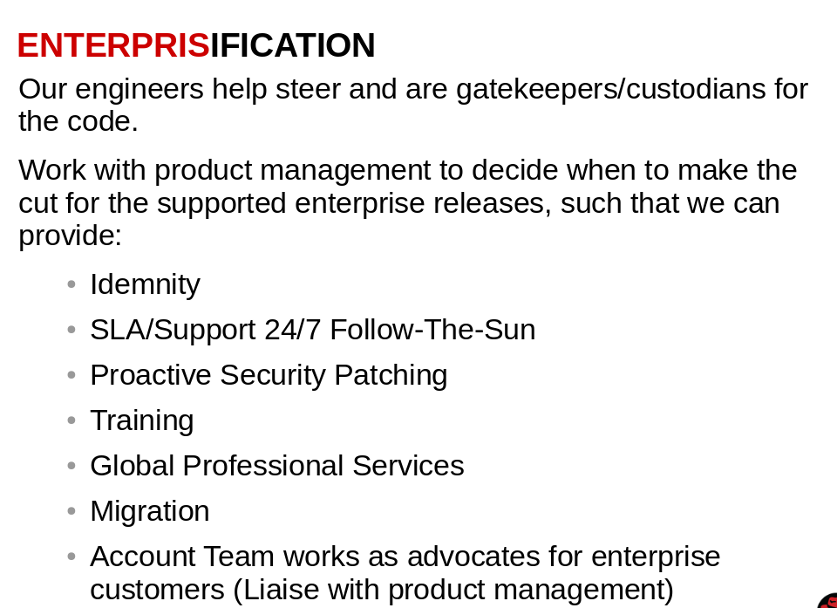 ENTERPRISIFICATION
Our engineers help steer and are gatekeepers/custodians for
the code.
Work with product management to decide when to make the
cut for the supported enterprise releases, such that we can
provide:
• Idemnity
• SLA/Support 24/7 Follow-The-Sun
• Proactive Security Patching
• Training
• Global Professional Services
• Migration
• Account Team works as advocates for enterprise
customers (Liaise with product management)